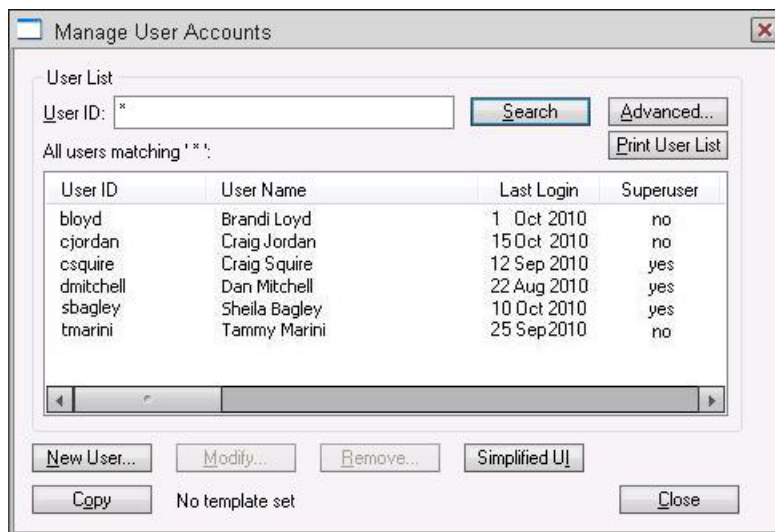 Manage User Accounts
User List
User ID: *
Search
Advanced...
All users matching ' * ':
Print User List
User ID User Name Last Login Superuser
bloyd Brandi Loyd 1 Oct 2010 no
cjordan Craig Jordan 15 Oct 2010 no
csquire Craig Squire 12 Sep 2010 yes
dmitchell Dan Mitchell 22 Aug 2010 yes
sbagley Sheila Bagley 10 Oct 2010 yes
tmarini Tammy Marini 25 Sep 2010 no
New User... Modify... Remove... Simplified UI
Copy No template set Close